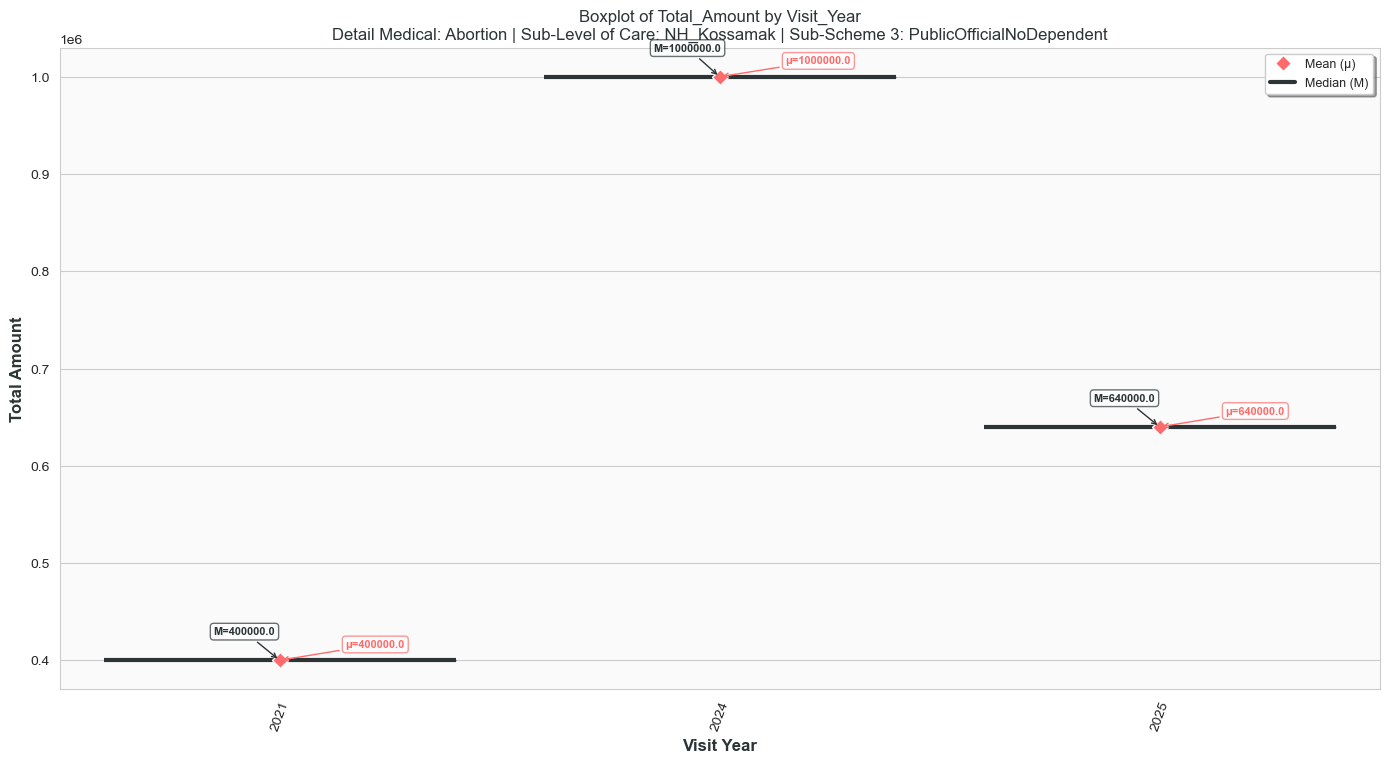 Boxplot of Total_Amount by Visit_Year
Detail Medical: Abortion | Sub-Level of Care: NH_Kossamak | Sub-Scheme 3: PublicOfficialNoDependent
1e6
M=1000000.0
μ=1000000.0
Mean (μ)
Median (M)
1.0
0.9
0.8
0.7
0.6
0.5
0.4
M=640000.0
μ=640000.0
M=400000.0
μ=400000.0
Total Amount
2021
2024
2025
Visit Year